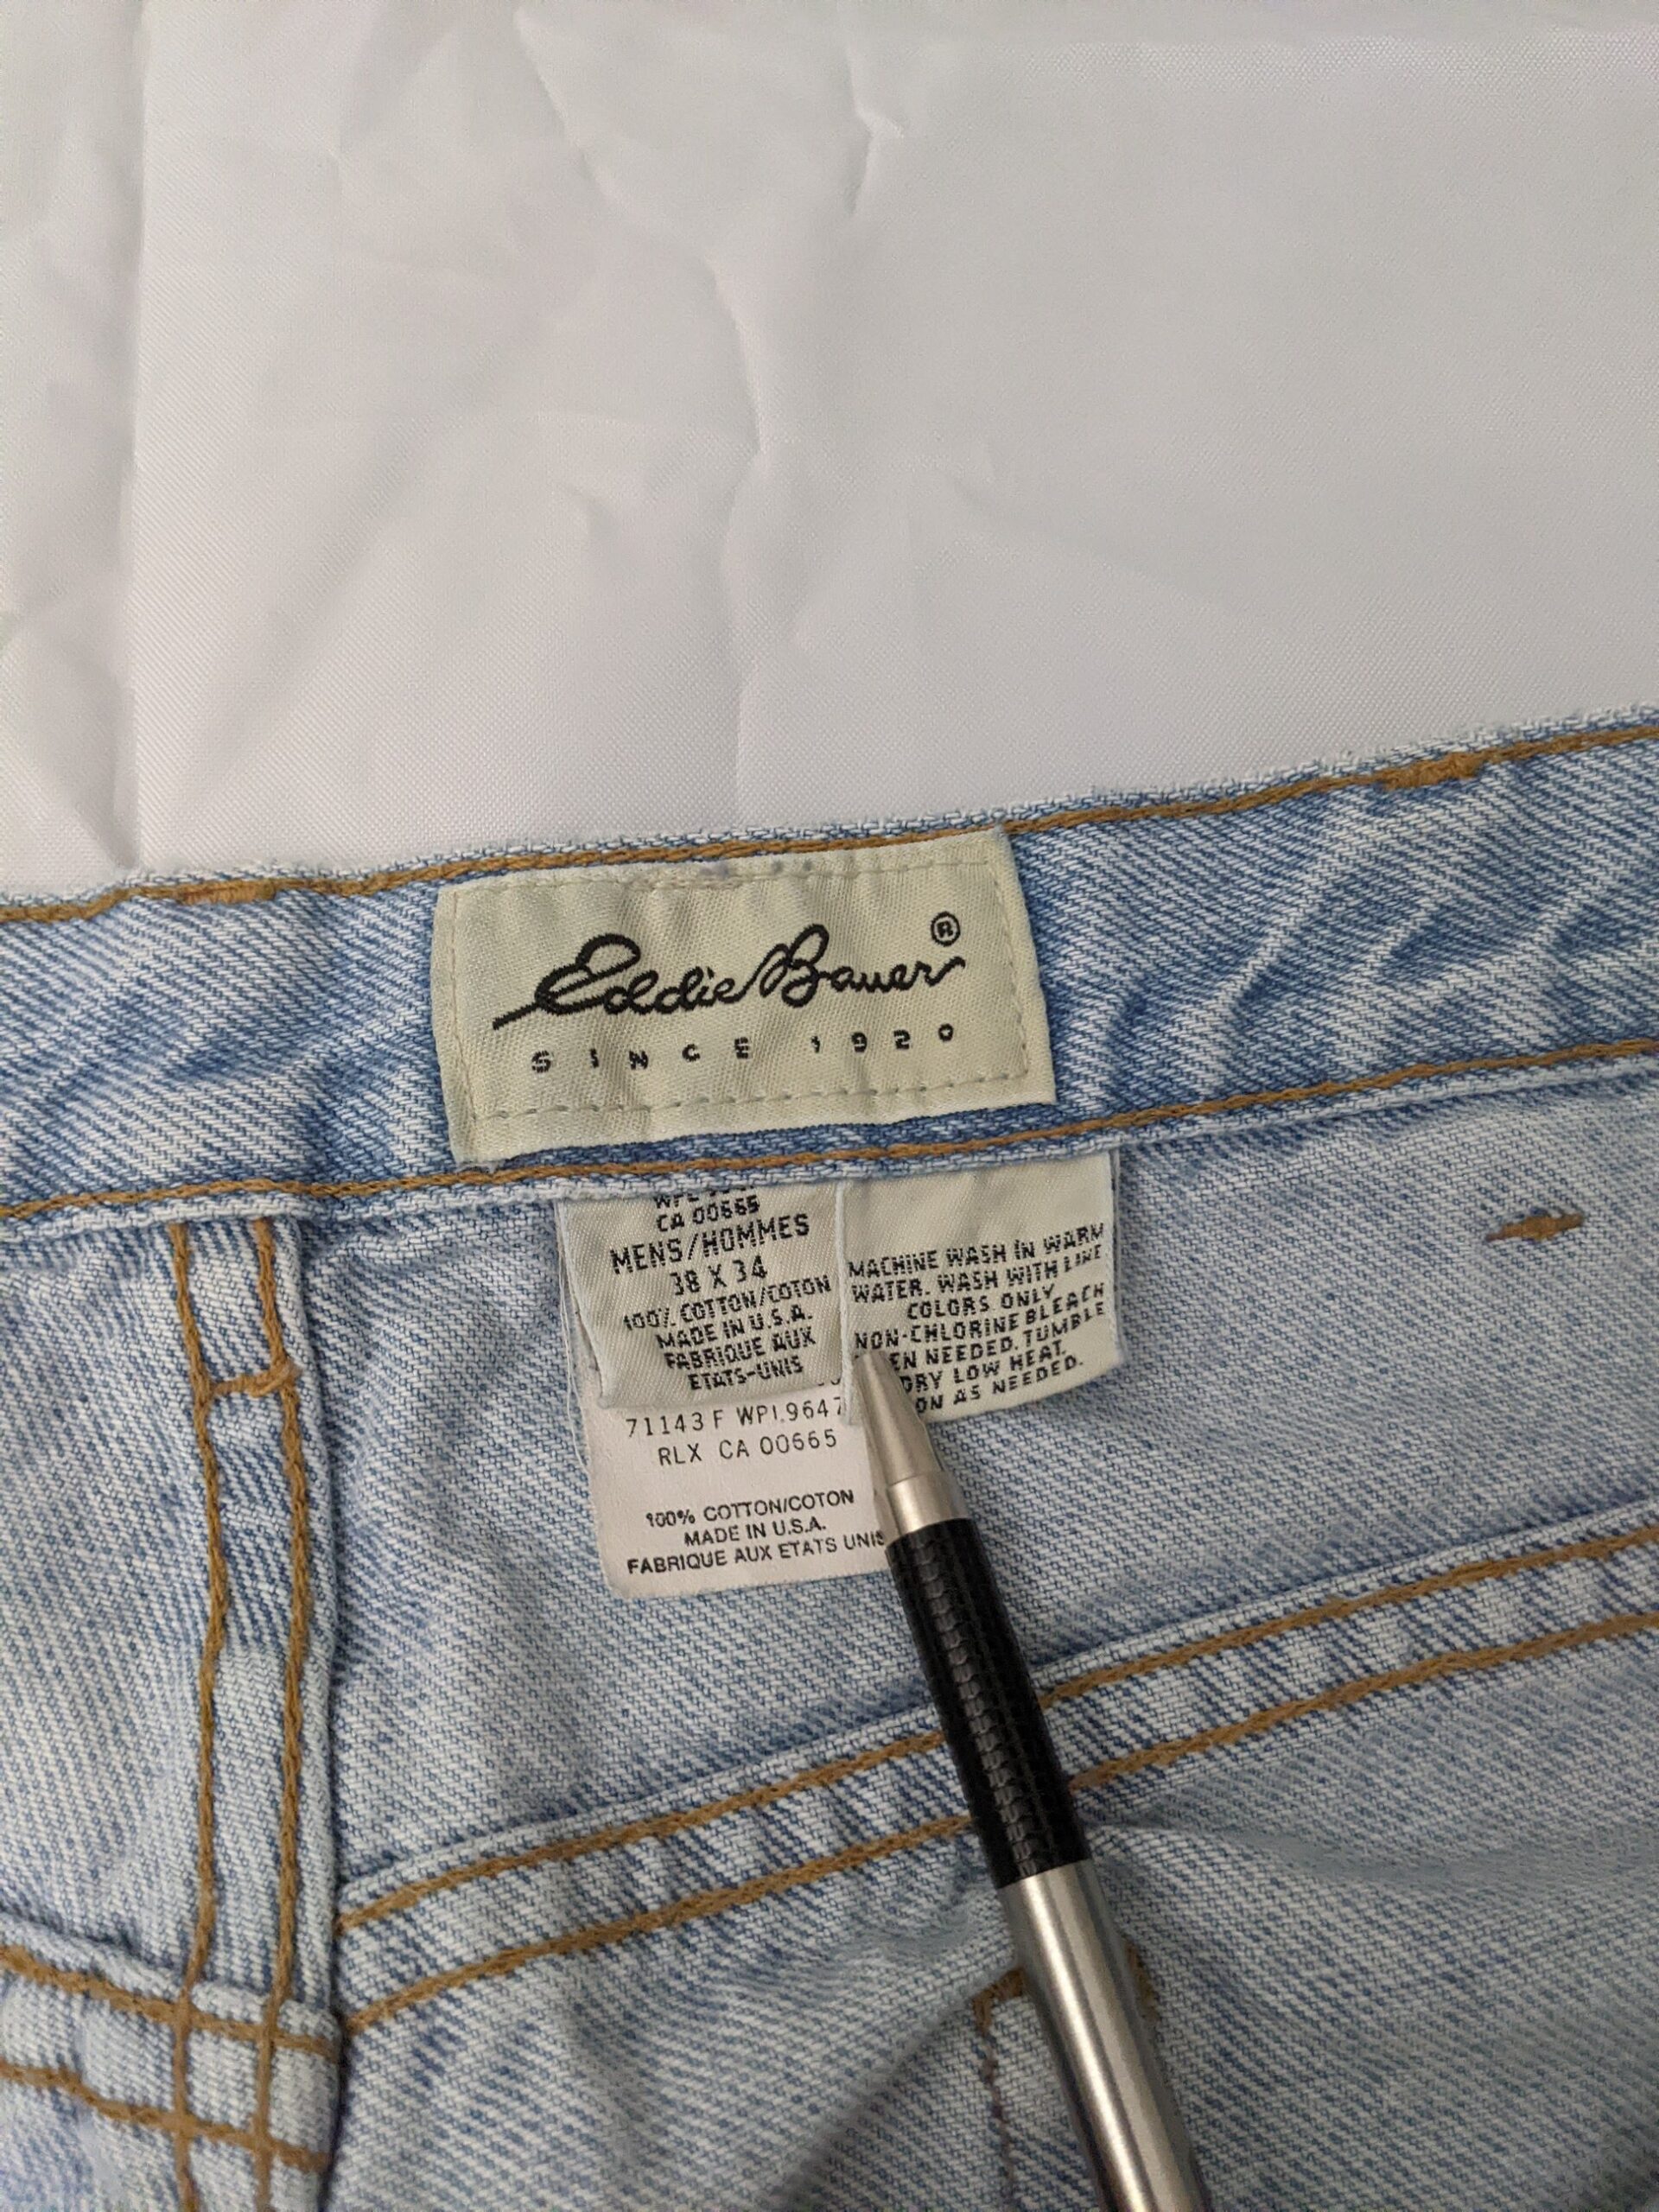 Eddie Bauer ®
SINCE 1920
CA 00665
MENS/HOMMES
38 X 34
100% COTTON/COTON
MADE IN U.S.A.
FABRIQUE AUX
ETATS-UNIS
MACHINE WASH IN WARM
WATER. WASH WITH LIKE
COLORS ONLY
NON-CHLORINE BLEACH
EN NEEDED. TUMBLE
DRY LOW HEAT.
ON AS NEEDED.
71143 F WPL9647
RLX CA 00665
100% COTTON/COTON
MADE IN U.S.A.
FABRIQUE AUX ETATS UNIS